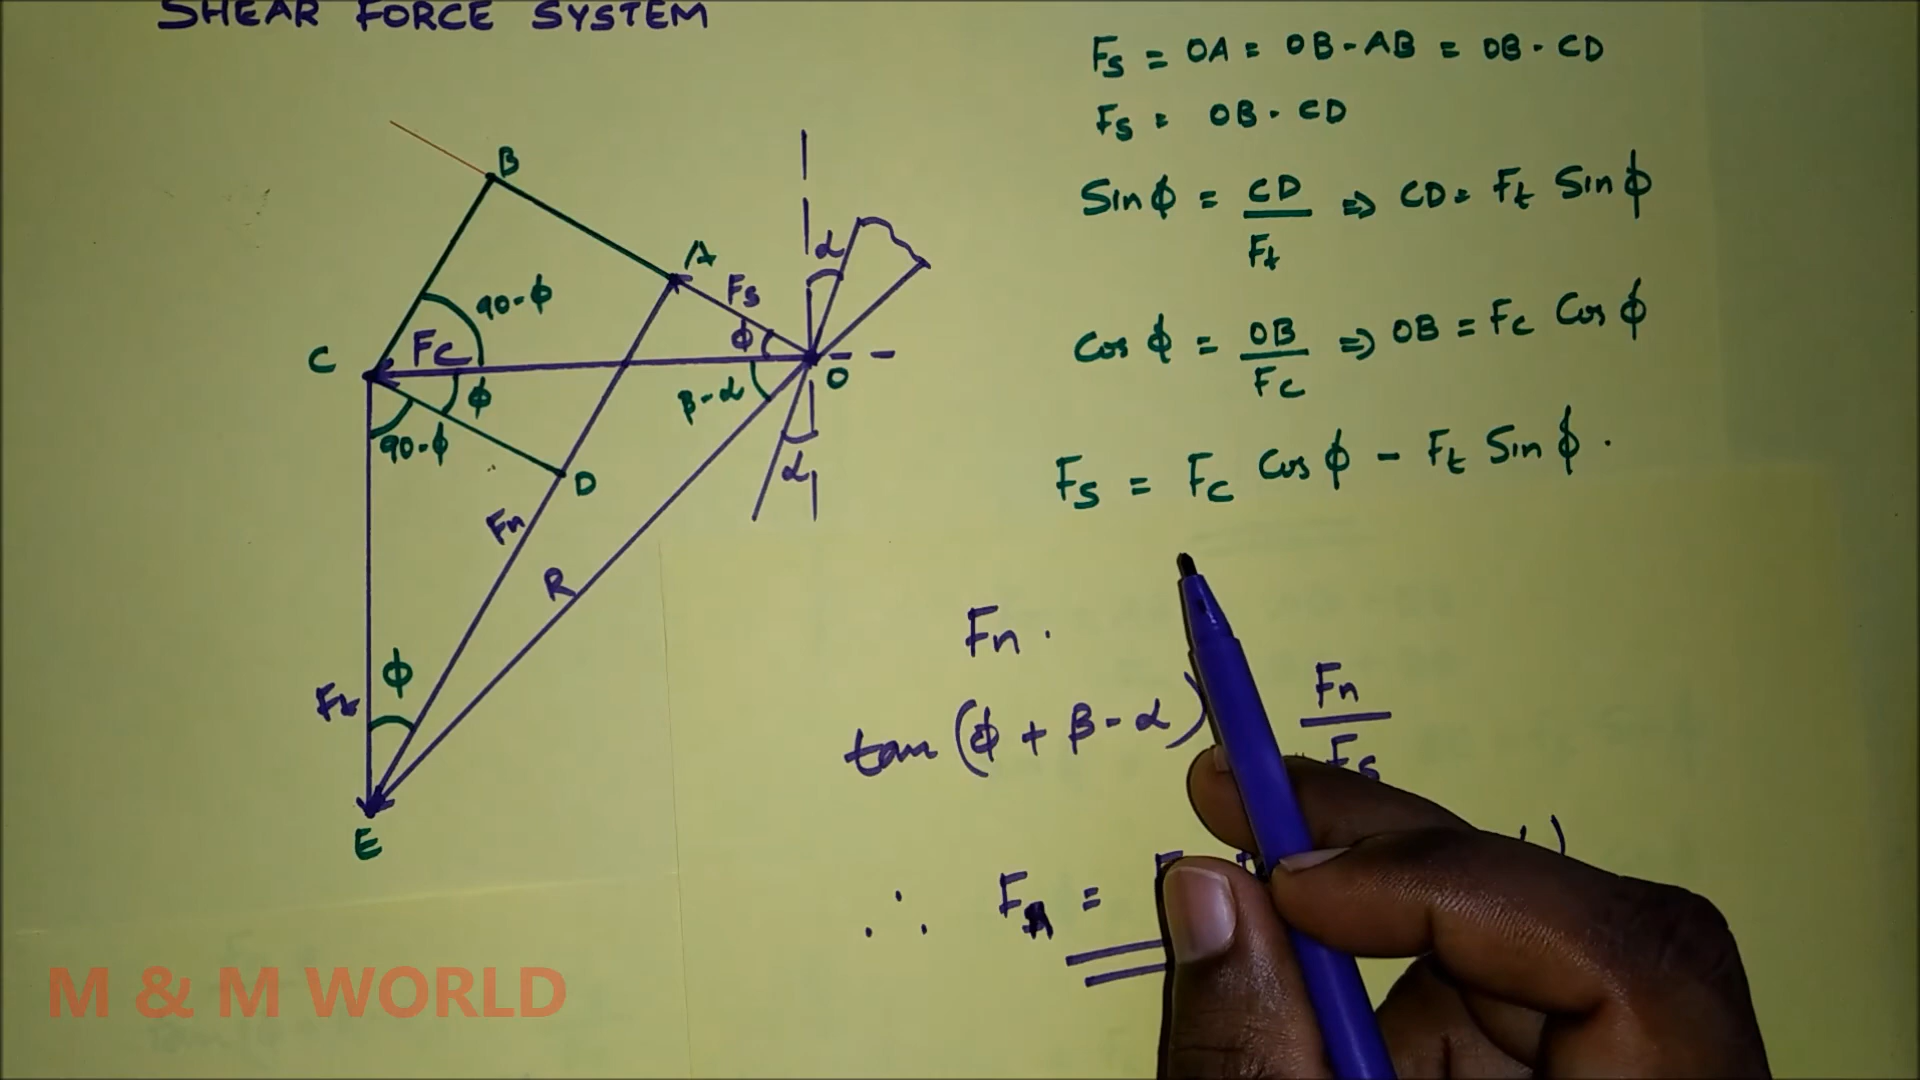 SHEAR FORCE SYSTEM
B
A
Fs
α
90-ϕ
ϕ
C
Fc
O
ϕ
β-α
90-ϕ
D
α
Fn
R
ϕ
Ft
E
Fs = OA = OB - AB = OB - CD
Fs = OB - CD
Sin ϕ = CD / Ft ⇒ CD = Ft Sin ϕ
Cos ϕ = OB / Fc ⇒ OB = Fc Cos ϕ
Fs = Fc Cos ϕ - Ft Sin ϕ .
Fn .
tan (ϕ + β - α) Fn / Fs
∴ Fn =
M & M WORLD